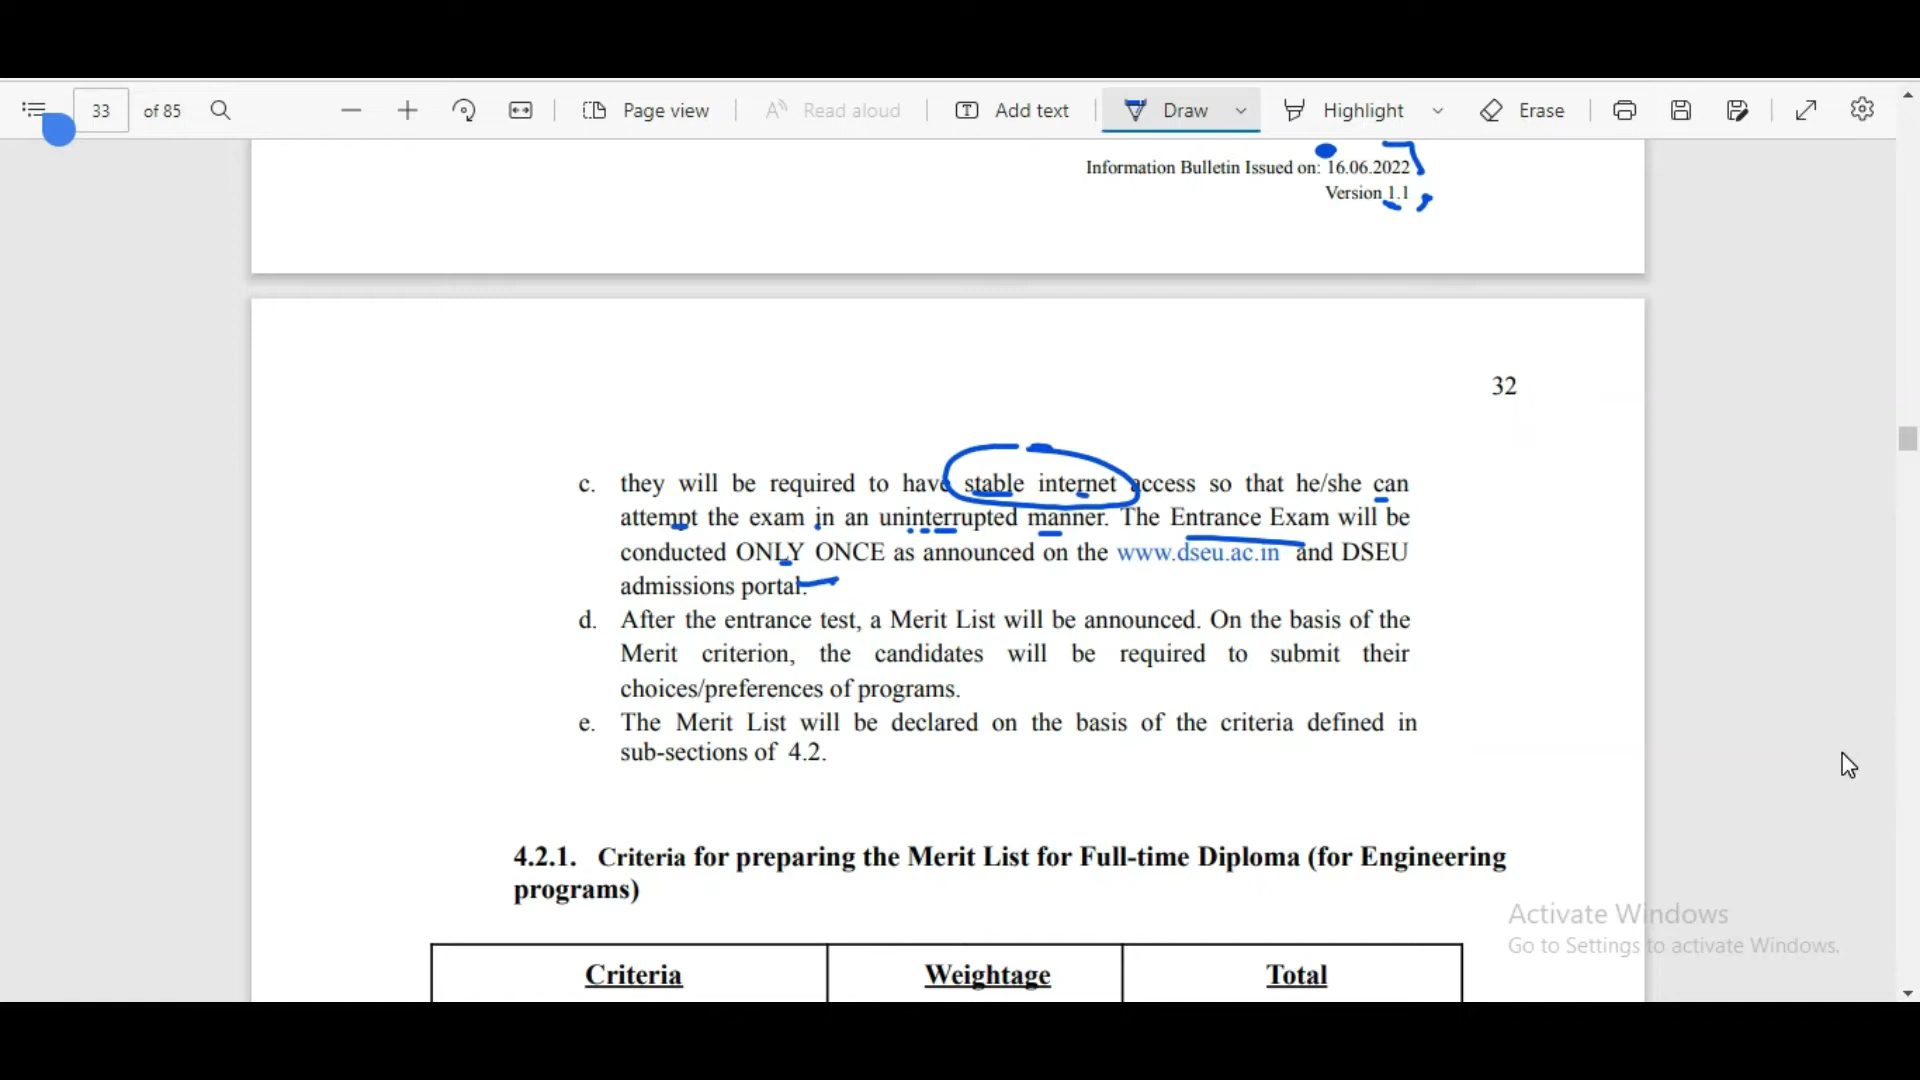 33 of 85 Page view Read aloud Add text Draw Highlight Erase
Information Bulletin Issued on: 16.06.2022
Version 1.1
32
c. they will be required to have stable internet access so that he/she can
attempt the exam in an uninterrupted manner. The Entrance Exam will be
conducted ONLY ONCE as announced on the www.dseu.ac.in and DSEU
admissions portal.
d. After the entrance test, a Merit List will be announced. On the basis of the
Merit criterion, the candidates will be required to submit their
choices/preferences of programs.
e. The Merit List will be declared on the basis of the criteria defined in
sub-sections of 4.2.
4.2.1. Criteria for preparing the Merit List for Full-time Diploma (for Engineering
programs)
Activate Windows
Go to Settings to activate Windows.
Criteria Weightage Total